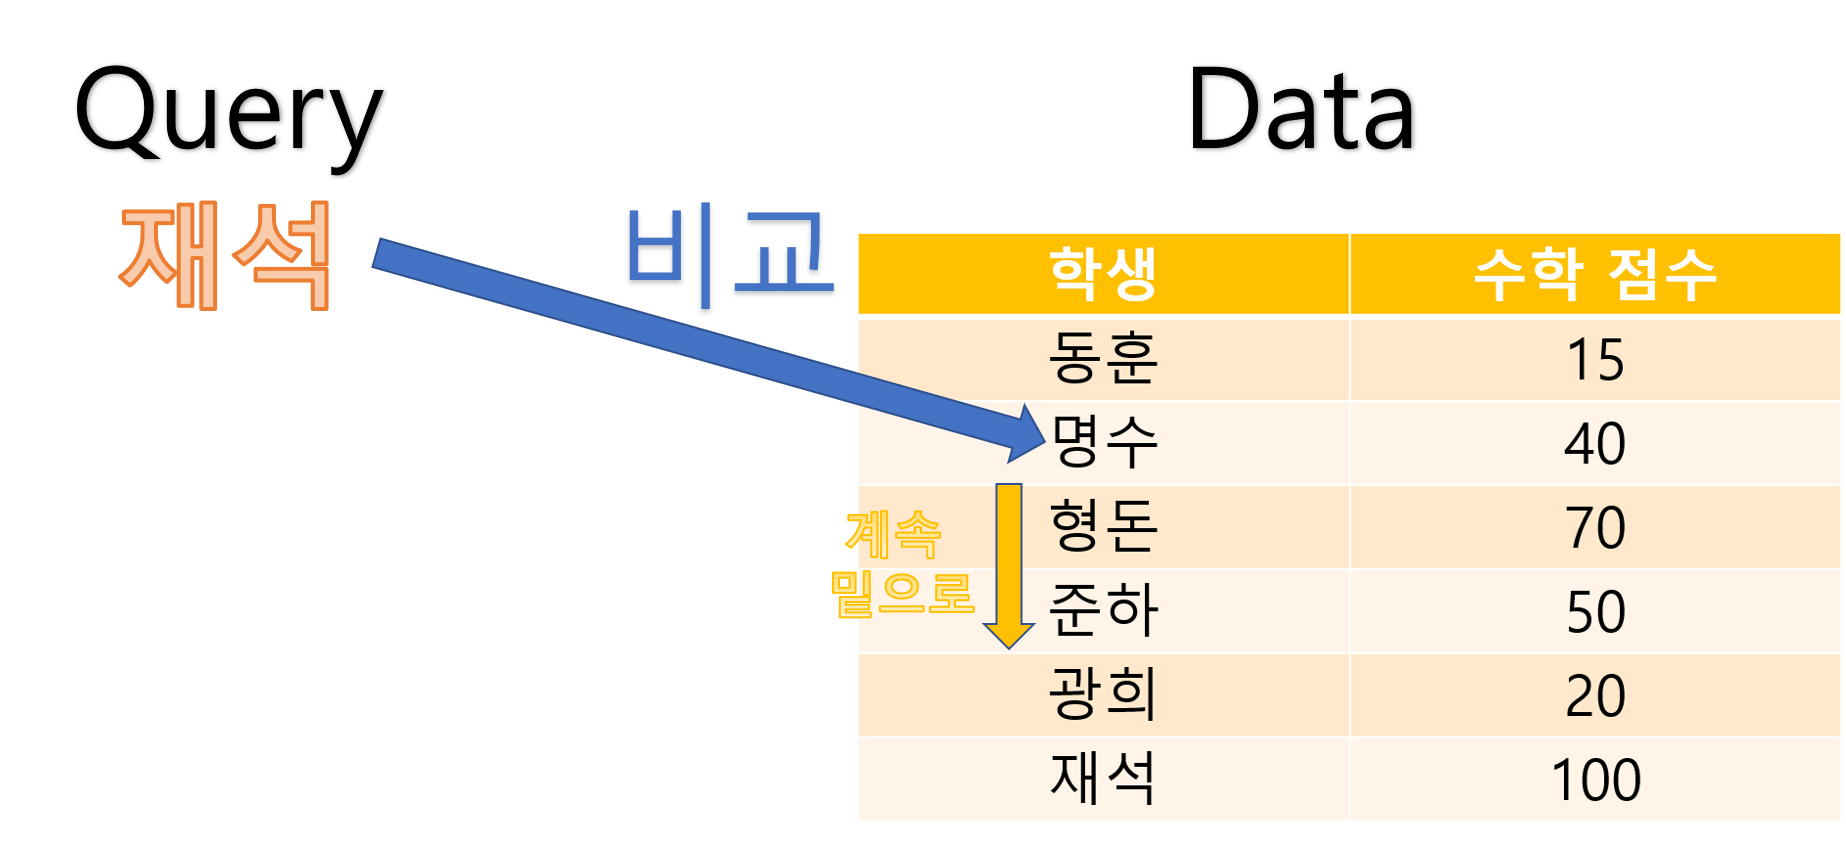 Query
Data
재석
비교
학생 수학 점수
동훈 15
명수 40
형돈 70
준하 50
광희 20
재석 100
계속
밑으로